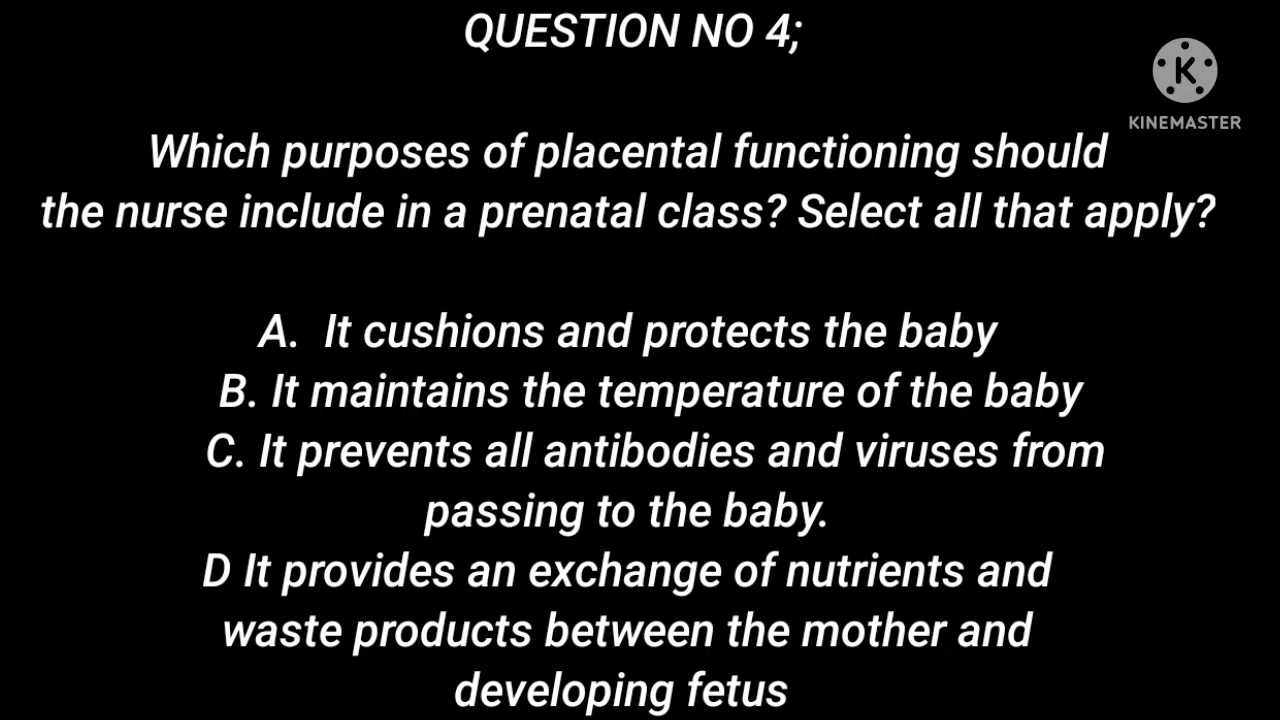 QUESTION NO 4;
KINEMASTER
Which purposes of placental functioning should
the nurse include in a prenatal class? Select all that apply?
A. It cushions and protects the baby
B. It maintains the temperature of the baby
C. It prevents all antibodies and viruses from
passing to the baby.
D It provides an exchange of nutrients and
waste products between the mother and
developing fetus